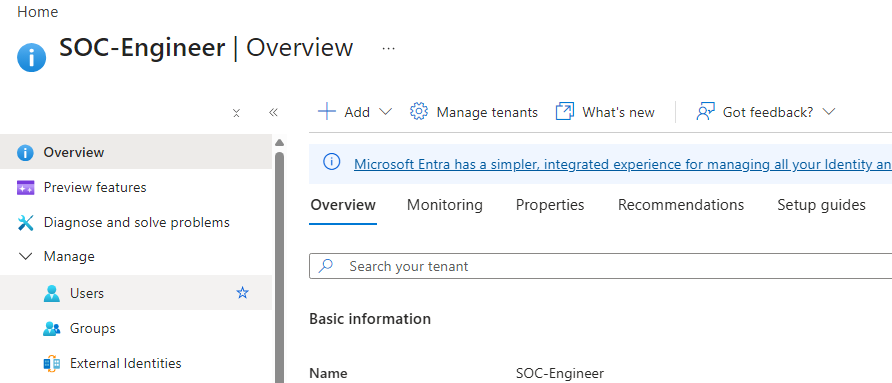 Home
SOC-Engineer | Overview ...
Add Manage tenants What's new Got feedback?
Overview
Preview features
Diagnose and solve problems
Manage
Users
Groups
External Identities
Microsoft Entra has a simpler, integrated experience for managing all your Identity an
Overview Monitoring Properties Recommendations Setup guides
Search your tenant
Basic information
Name SOC-Engineer